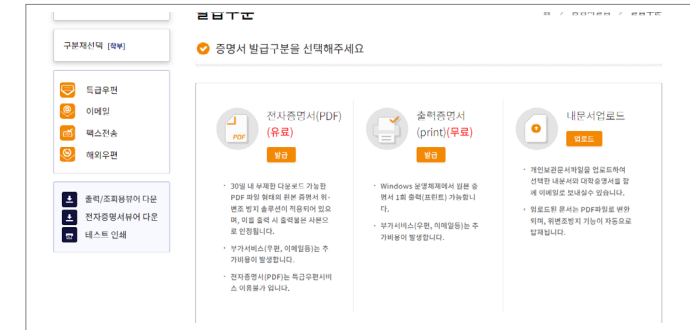 발급구분
구분재선택 [학부]
증명서 발급구분을 선택해주세요
특급우편
이메일
팩스전송
해외우편
출력/조회용뷰어 다운
전자증명서뷰어 다운
테스트 인쇄
PDF
전자증명서(PDF)
(유료)
발급
· 30일 내 무제한 다운로드 가능한
PDF 파일 형태의 원본 증명서 위·
변조 방지 솔루션이 적용되어 있으
며, 이를 출력 시 출력물은 사본으
로 인정됩니다.
· 부가서비스(우편, 이메일등)는 추
가비용이 발생합니다.
· 전자증명서(PDF)는 특급우편서비
스 이용불가 입니다.
출력증명서
(print)(무료)
발급
· Windows 운영체제에서 원본 증
명서 1회 출력(프린트) 가능합니
다.
· 부가서비스(우편, 이메일등)는 추
가비용이 발생합니다.
내문서업로드
업로드
· 개인보관문서파일을 업로드하여
선택한 내문서와 대학증명서를 함
께 이메일로 보내실수 있습니다.
· 업로드된 문서는 PDF파일로 변환
되며, 위변조방지 기능이 자동으로
탑재됩니다.